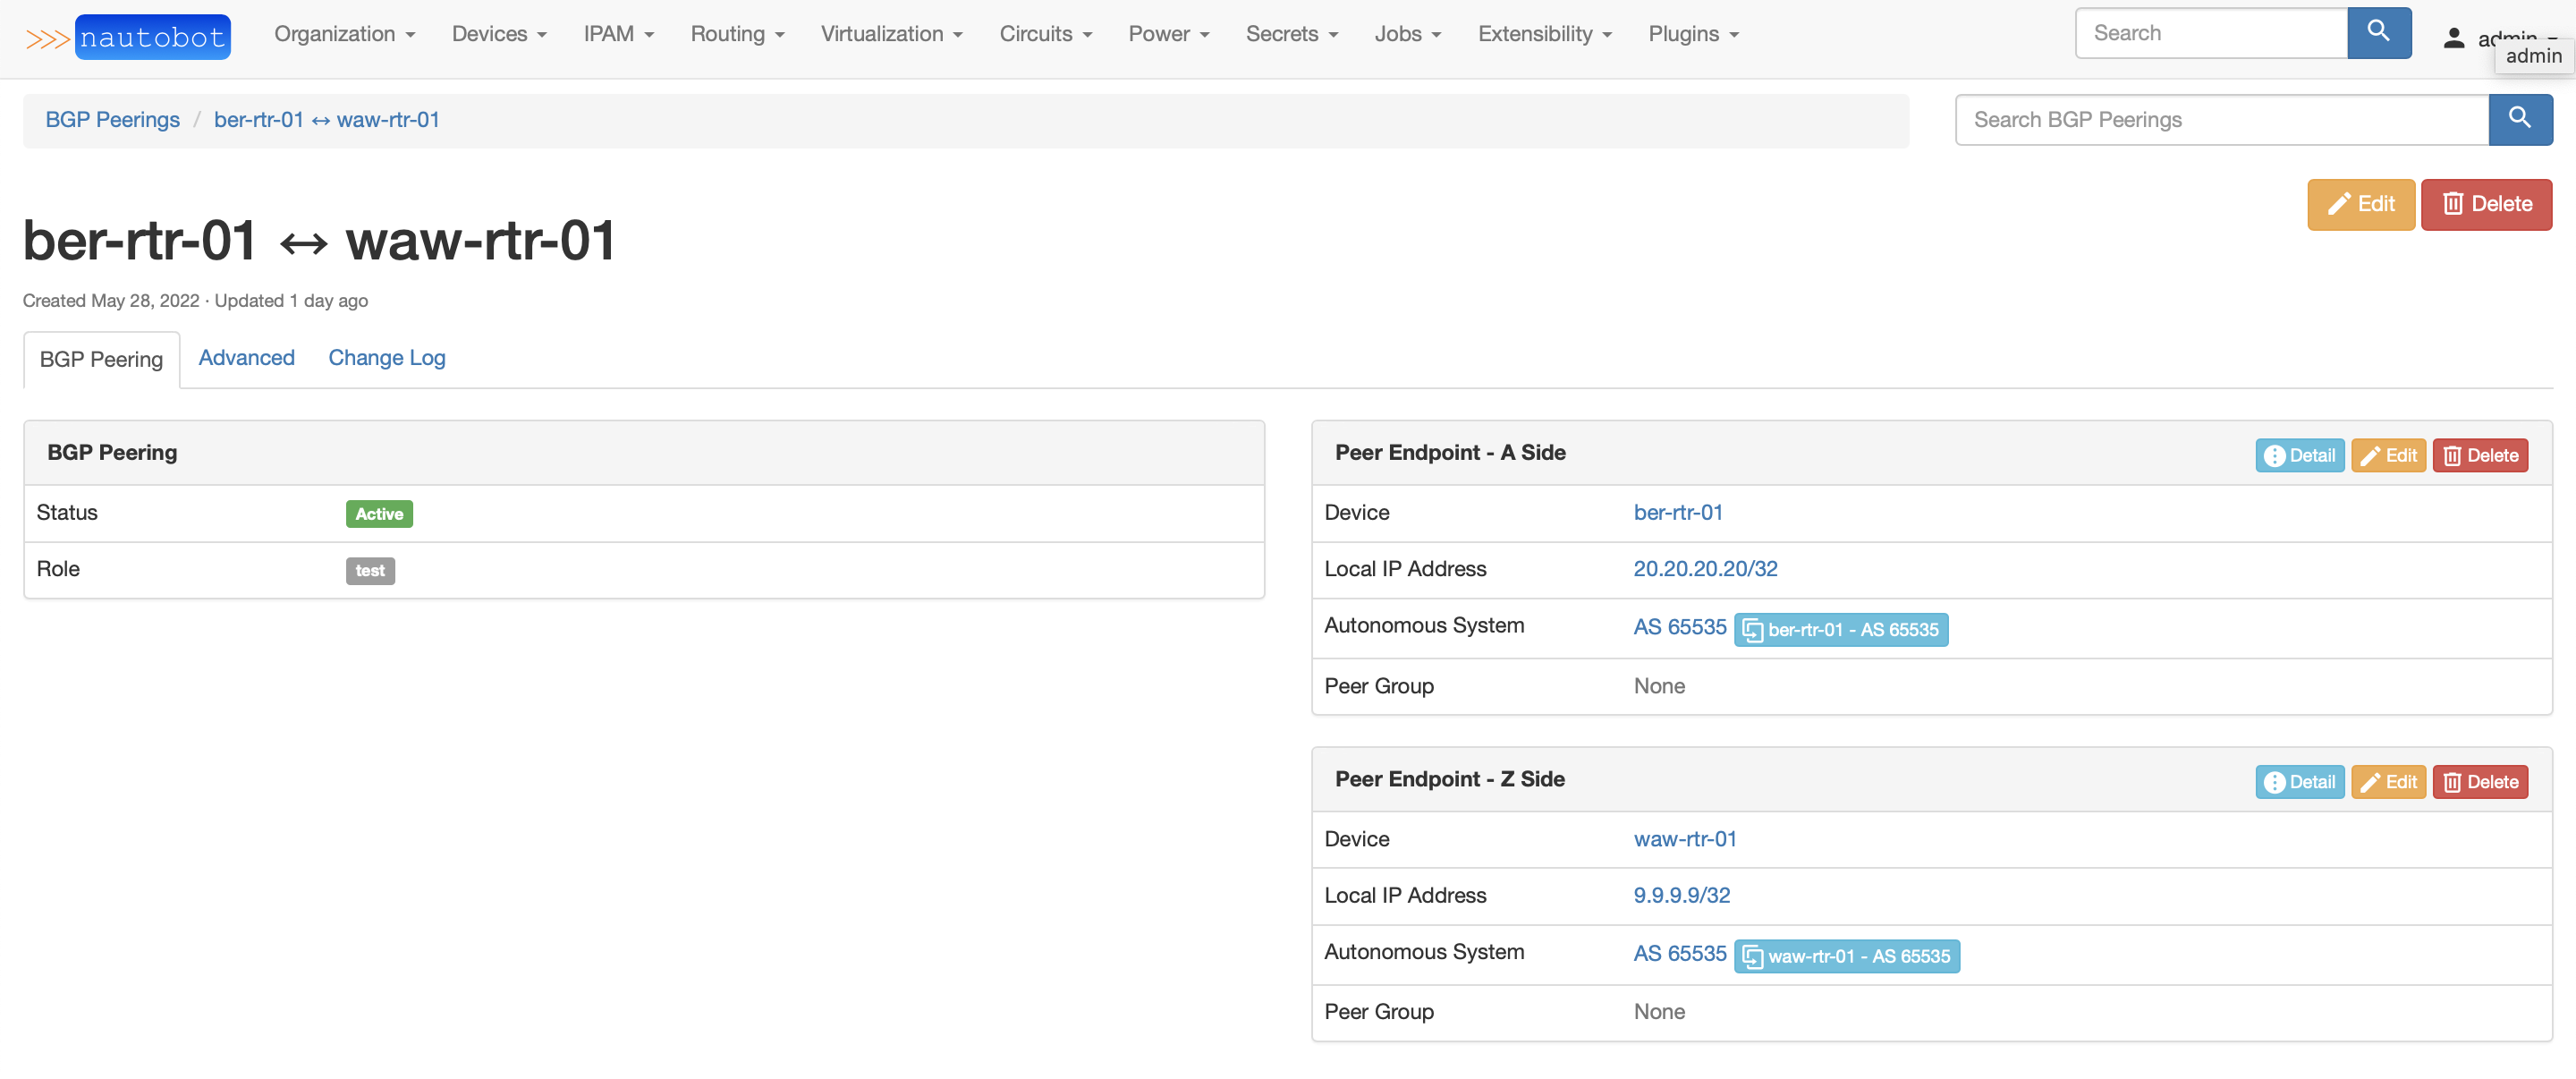 >>> nautobot Organization Devices IPAM Routing Virtualization Circuits Power Secrets Jobs Extensibility Plugins Search admin
admin
BGP Peerings / ber-rtr-01 ↔ waw-rtr-01
Search BGP Peerings
Edit Delete
ber-rtr-01 ↔ waw-rtr-01
Created May 28, 2022 · Updated 1 day ago
BGP Peering Advanced Change Log
BGP Peering
Status Active
Role test
Peer Endpoint - A Side Detail Edit Delete
Device ber-rtr-01
Local IP Address 20.20.20.20/32
Autonomous System AS 65535 ber-rtr-01 - AS 65535
Peer Group None
Peer Endpoint - Z Side Detail Edit Delete
Device waw-rtr-01
Local IP Address 9.9.9.9/32
Autonomous System AS 65535 waw-rtr-01 - AS 65535
Peer Group None